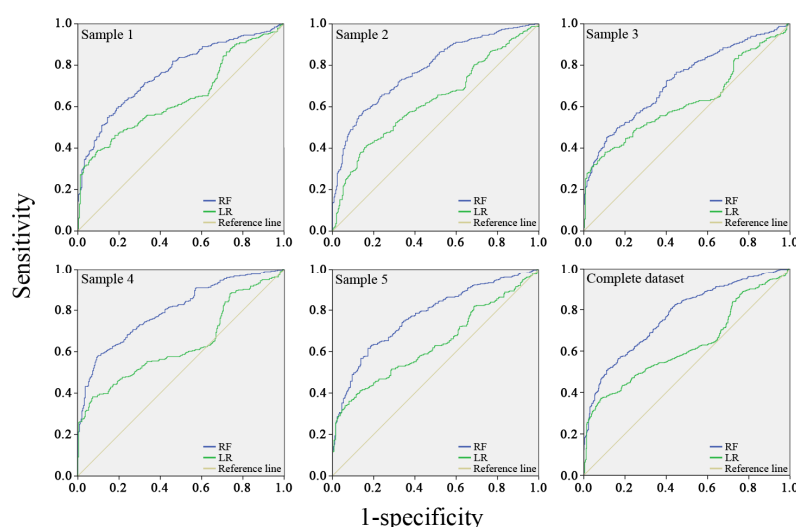 Sensitivity
1.0
0.8
0.6
0.4
0.2
0.0
Sample 1
RF
LR
Reference line
0.0 0.2 0.4 0.6 0.8 1.0
1.0
0.8
0.6
0.4
0.2
0.0
Sample 2
RF
LR
Reference line
0.0 0.2 0.4 0.6 0.8 1.0
1.0
0.8
0.6
0.4
0.2
0.0
Sample 3
RF
LR
Reference line
0.0 0.2 0.4 0.6 0.8 1.0
1.0
0.8
0.6
0.4
0.2
0.0
Sample 4
RF
LR
Reference line
0.0 0.2 0.4 0.6 0.8 1.0
1.0
0.8
0.6
0.4
0.2
0.0
Sample 5
RF
LR
Reference line
0.0 0.2 0.4 0.6 0.8 1.0
1.0
0.8
0.6
0.4
0.2
0.0
Complete dataset
RF
LR
Reference line
0.0 0.2 0.4 0.6 0.8 1.0
1-specificity